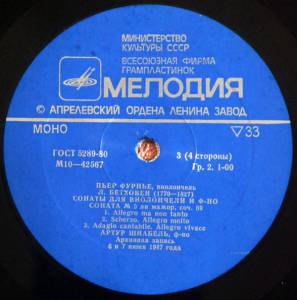 МИНИСТЕРСТВО
КУЛЬТУРЫ СССР
ВСЕСОЮЗНАЯ ФИРМА
ГРАМПЛАСТИНОК
МЕЛОДИЯ
© АПРЕЛЕВСКИЙ ОРДЕНА ЛЕНИНА ЗАВОД
МОНО ▽33
ГОСТ 5289-80 3 (4 стороны)
М10—42567 Гр. 2. 1-00
ПЬЕР ФУРНЬЕ, виолончель
Л. БЕТХОВЕН (1770—1827)
СОНАТЫ ДЛЯ ВИОЛОНЧЕЛИ И Ф-НО
СОНАТА № 3 ля мажор, соч. 69
1. Allegro ma non tanto
2. Scherzo. Allegro molto
3. Adagio cantabile, Allegro vivace
АРТУР ШНАБЕЛЬ, ф-но
Архивная запись
6 и 7 июня 1947 года